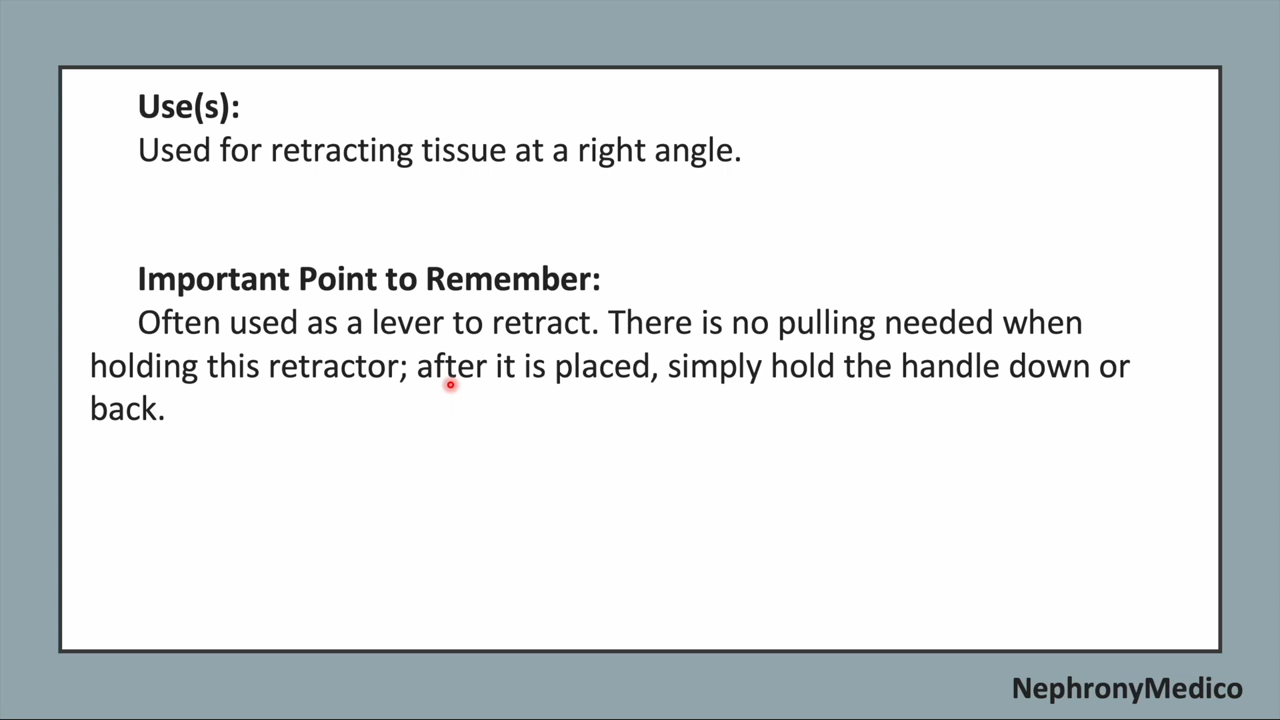 Use(s):
Used for retracting tissue at a right angle.
Important Point to Remember:
Often used as a lever to retract. There is no pulling needed when
holding this retractor; after it is placed, simply hold the handle down or
back.
NephronyMedico